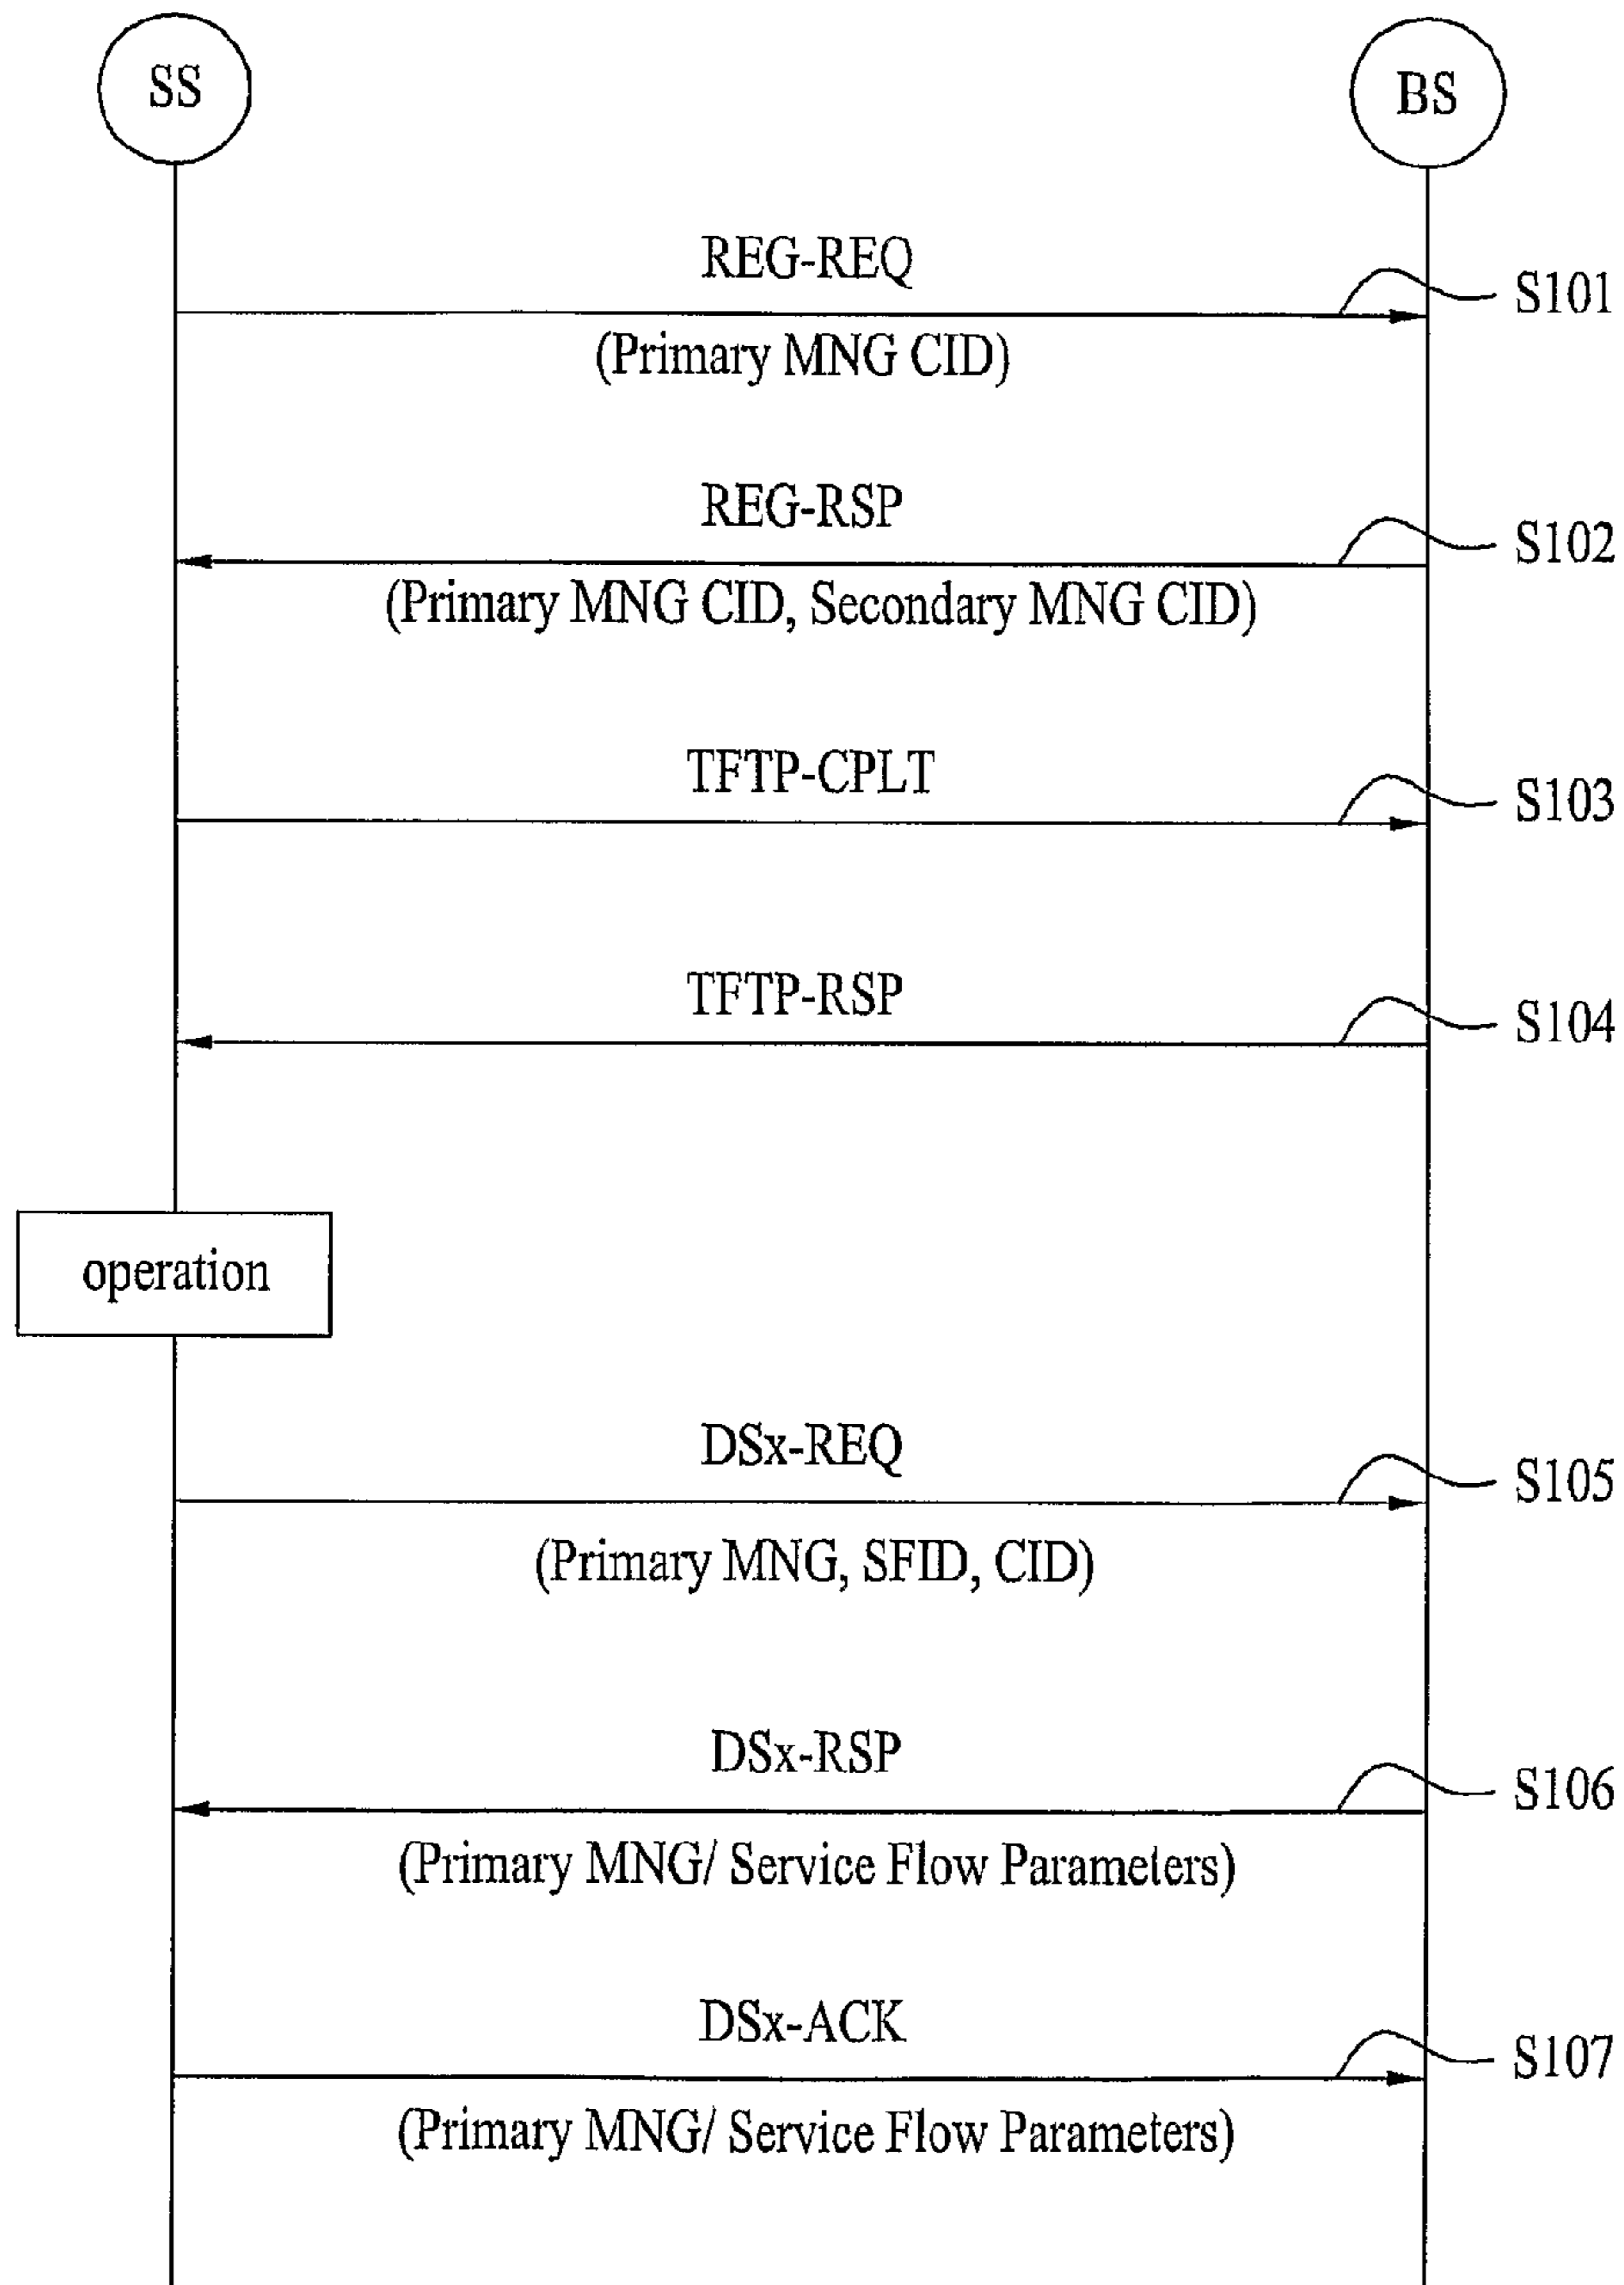 SS
BS
REG-REQ
S101
(Primary MNG CID)
REG-RSP
S102
(Primary MNG CID, Secondary MNG CID)
TFTP-CPLT
S103
TFTP-RSP
S104
operation
DSx-REQ
S105
(Primary MNG, SFID, CID)
DSx-RSP
S106
(Primary MNG/ Service Flow Parameters)
DSx-ACK
S107
(Primary MNG/ Service Flow Parameters)